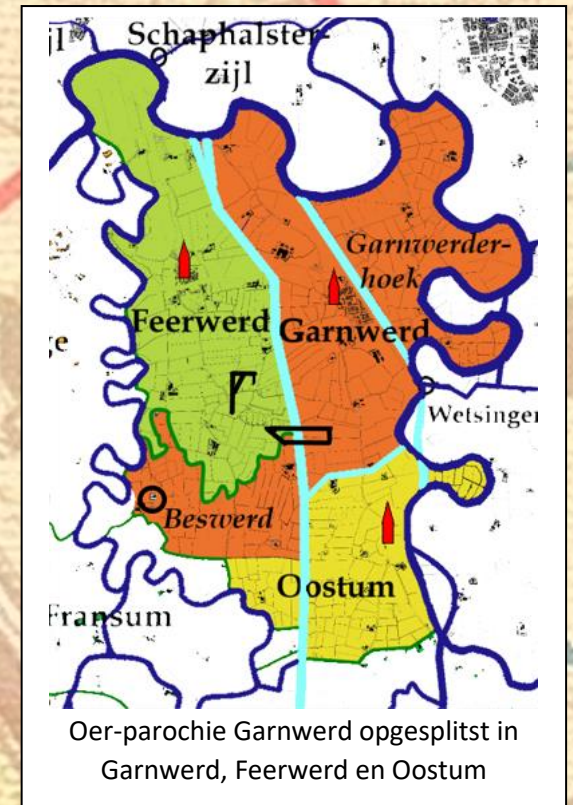 jl
Schaphalster-
zijl
Garnwerder-
hoek
Feerwerd
Garnwerd
e
Wetsinger
Beswerd
Oostum
Fransum
Oer-parochie Garnwerd opgesplitst in
Garnwerd, Feerwerd en Oostum